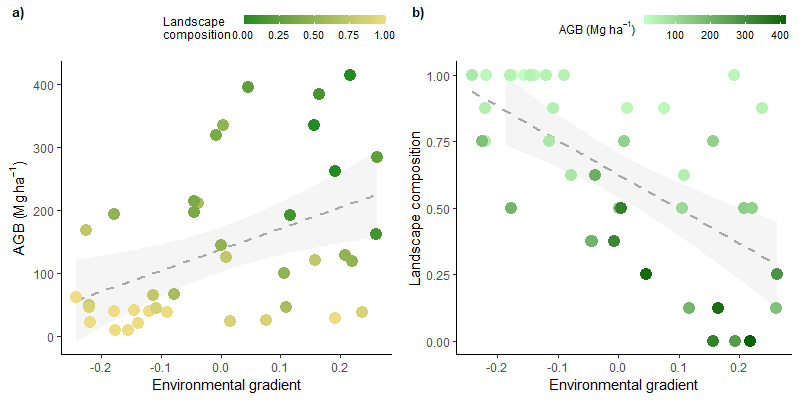 a)
Landscape
composition
0.00 0.25 0.50 0.75 1.00
AGB (Mg ha⁻¹)
400
300
200
100
0
-0.2 -0.1 0.0 0.1 0.2
Environmental gradient
b)
AGB (Mg ha⁻¹)
100 200 300 400
Landscape composition
1.00
0.75
0.50
0.25
0.00
-0.2 -0.1 0.0 0.1 0.2
Environmental gradient